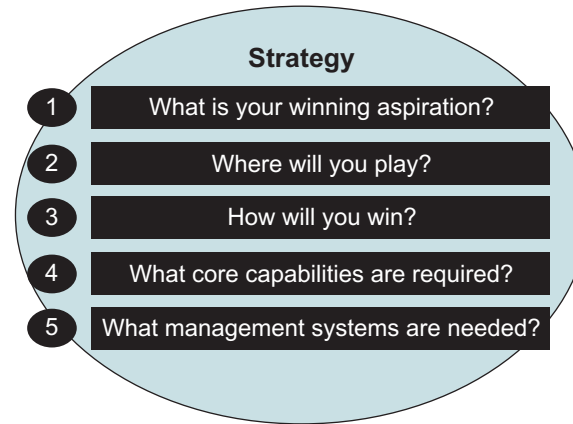 Strategy
1 What is your winning aspiration?
2 Where will you play?
3 How will you win?
4 What core capabilities are required?
5 What management systems are needed?